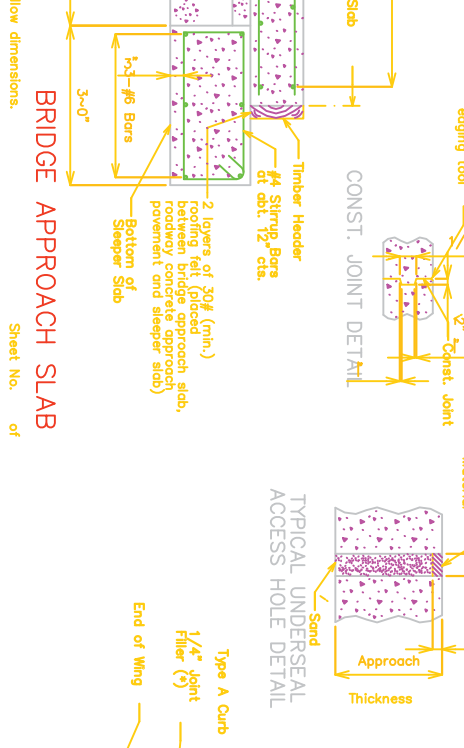 Slab
edging tool
CONST. JOINT DETAIL
Const. Joint
Timber Header
#4 Stirrup Bars
at abt. 12" cts.
3-#6 Bars
3~0"
2 layers of 30# (min.)
roofing felt (placed
between bridge approach slab,
roadway concrete approach
pavement and sleeper slab)
Bottom of
Sleeper Slab
BRIDGE APPROACH SLAB
Sheet No. of
TYPICAL UNDERSEAL
ACCESS HOLE DETAIL
Sand
Approach
Thickness
Type A Curb
1/4" Joint
Filler (*)
End of Wing
dimensions.